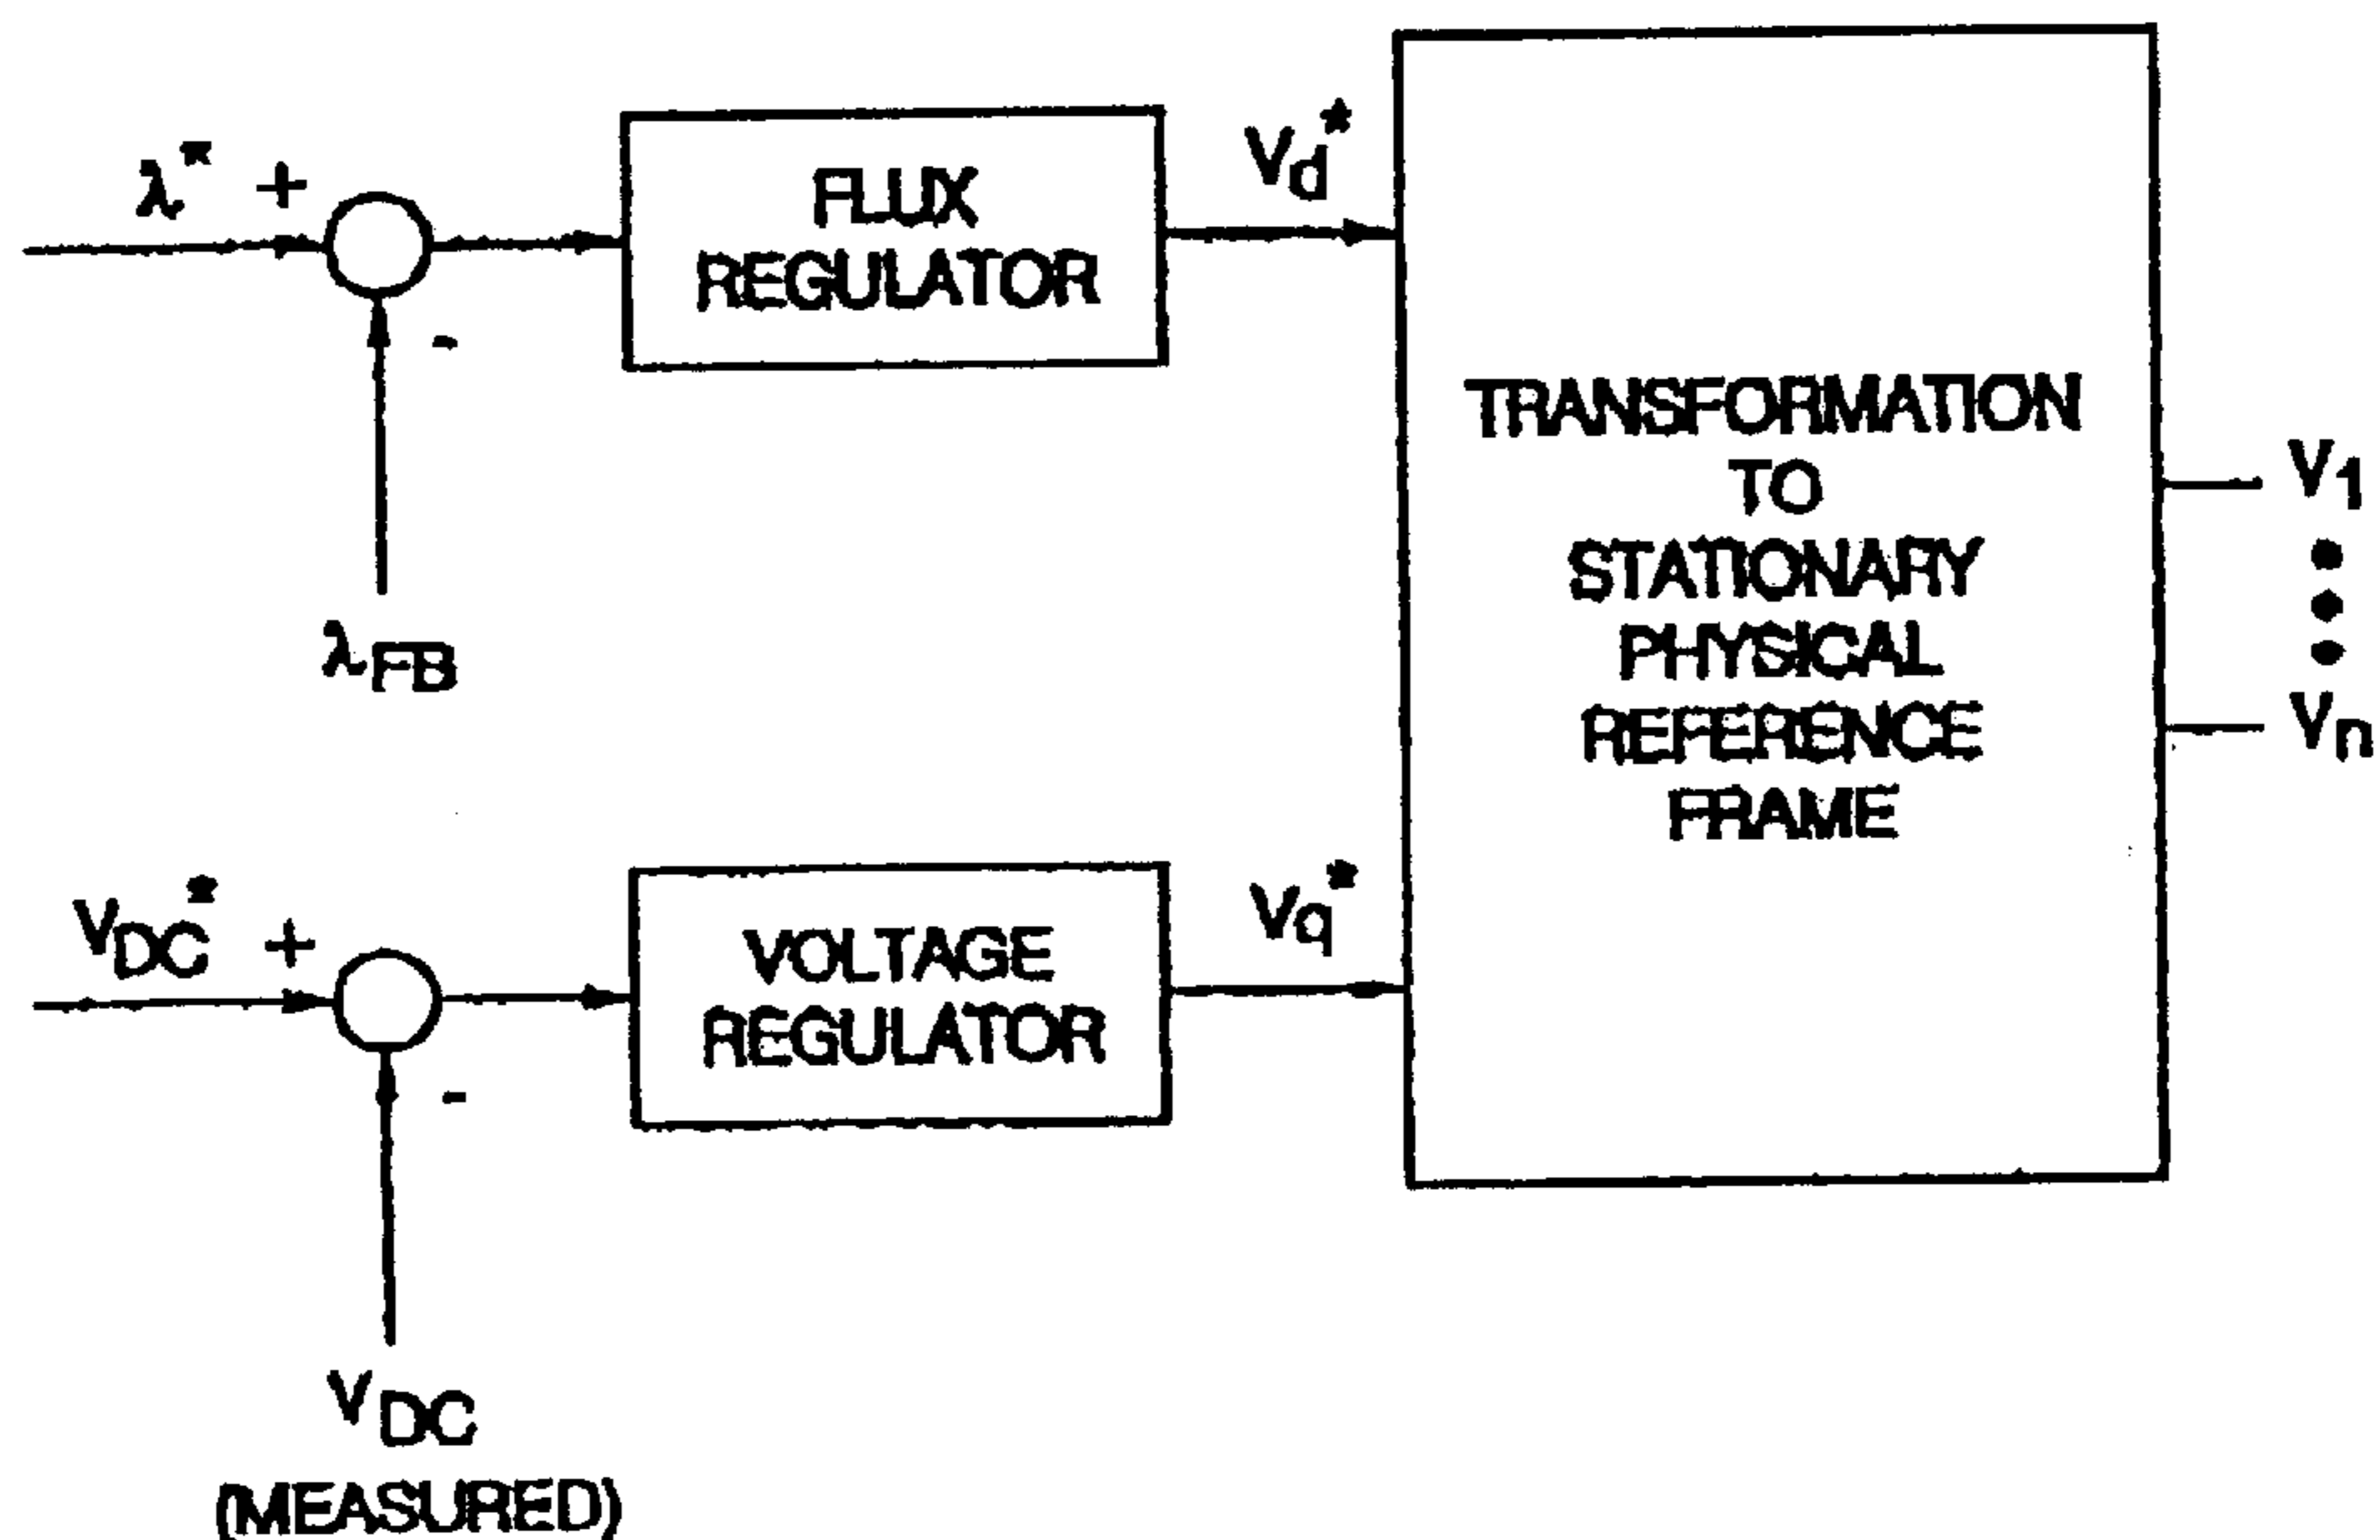 λ* +
FLUX
REGULATOR
Vd*
-
λFB
TRANSFORMATION
TO
STATIONARY
PHYSICAL
REFERENCE
FRAME
V1
Vn
VDC* +
VOLTAGE
REGULATOR
Vq*
-
VDC
(MEASURED)